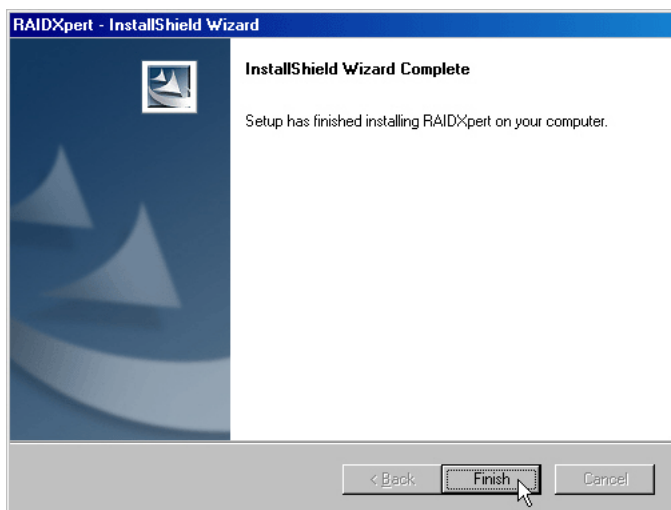 RAIDXpert - InstallShield Wizard
InstallShield Wizard Complete
Setup has finished installing RAIDXpert on your computer.
< Back
Finish
Cancel